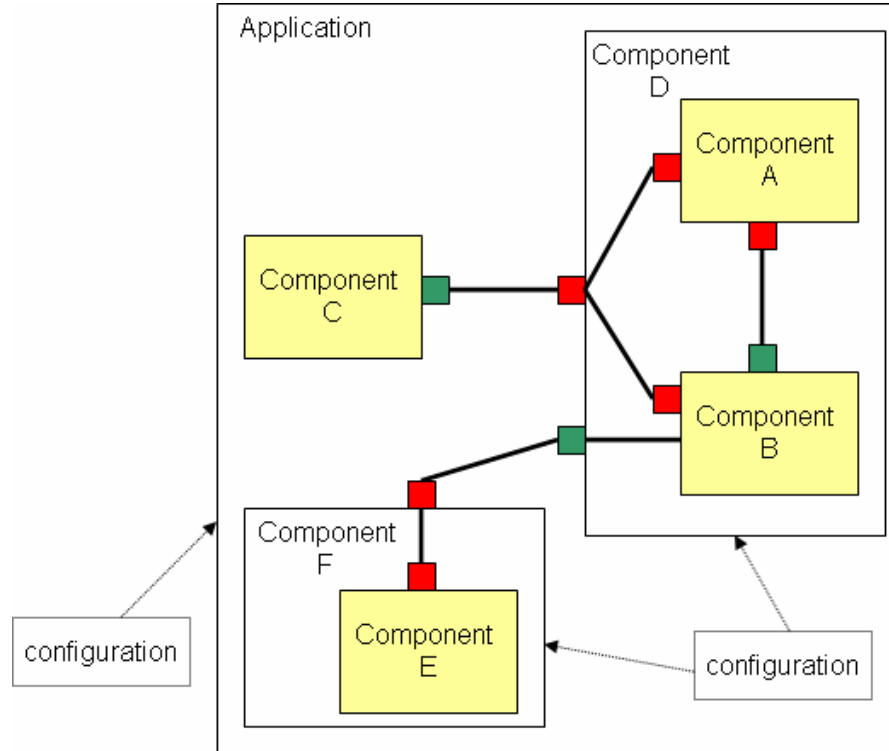 Application
Component
D
Component
A
Component
C
Component
B
Component
F
Component
E
configuration
configuration